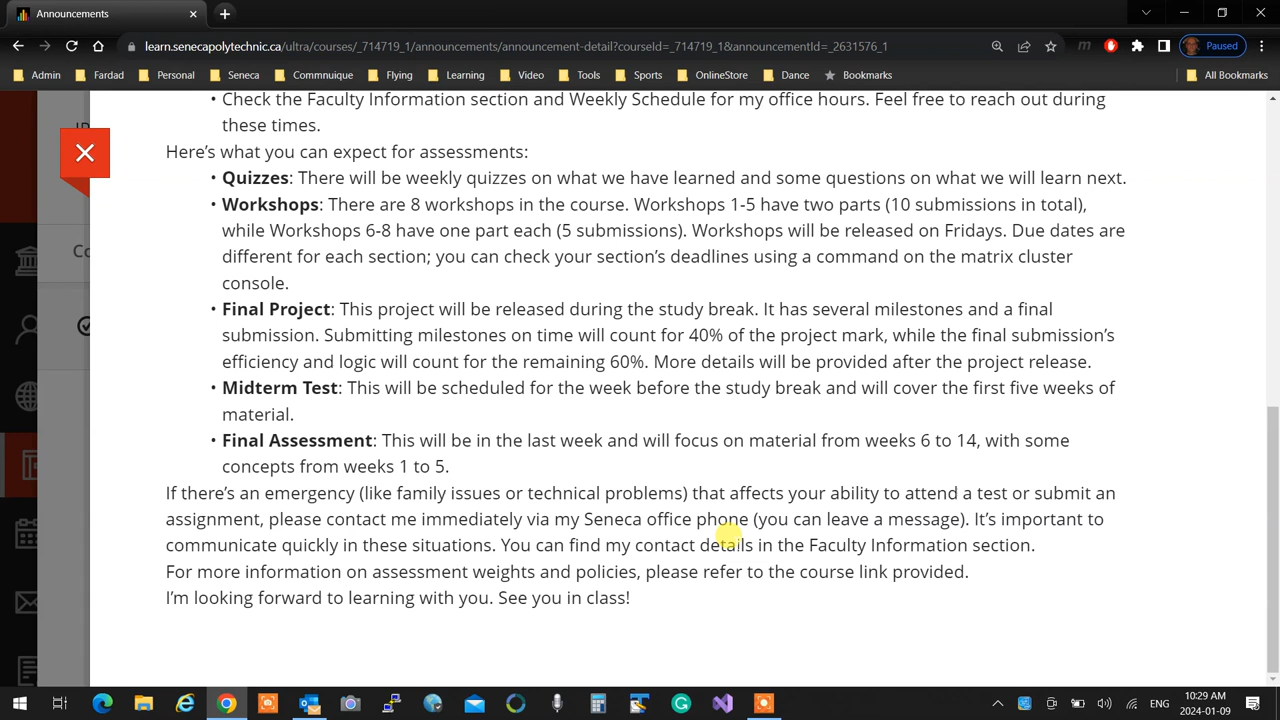 Announcements
learn.senecapolytechnic.ca/ultra/courses/_714719_1/announcements/announcement-detail?courseId=_714719_1&announcementId=_2631576_1
Paused
Admin Fardad Personal Seneca Commnuique Flying Learning Video Tools Sports OnlineStore Dance Bookmarks All Bookmarks
• Check the Faculty Information section and Weekly Schedule for my office hours. Feel free to reach out during
these times.
Here's what you can expect for assessments:
• Quizzes: There will be weekly quizzes on what we have learned and some questions on what we will learn next.
• Workshops: There are 8 workshops in the course. Workshops 1-5 have two parts (10 submissions in total),
while Workshops 6-8 have one part each (5 submissions). Workshops will be released on Fridays. Due dates are
different for each section; you can check your section's deadlines using a command on the matrix cluster
console.
• Final Project: This project will be released during the study break. It has several milestones and a final
submission. Submitting milestones on time will count for 40% of the project mark, while the final submission's
efficiency and logic will count for the remaining 60%. More details will be provided after the project release.
• Midterm Test: This will be scheduled for the week before the study break and will cover the first five weeks of
material.
• Final Assessment: This will be in the last week and will focus on material from weeks 6 to 14, with some
concepts from weeks 1 to 5.
If there's an emergency (like family issues or technical problems) that affects your ability to attend a test or submit an
assignment, please contact me immediately via my Seneca office phone (you can leave a message). It's important to
communicate quickly in these situations. You can find my contact details in the Faculty Information section.
For more information on assessment weights and policies, please refer to the course link provided.
I'm looking forward to learning with you. See you in class!
ENG
10:29 AM
2024-01-09